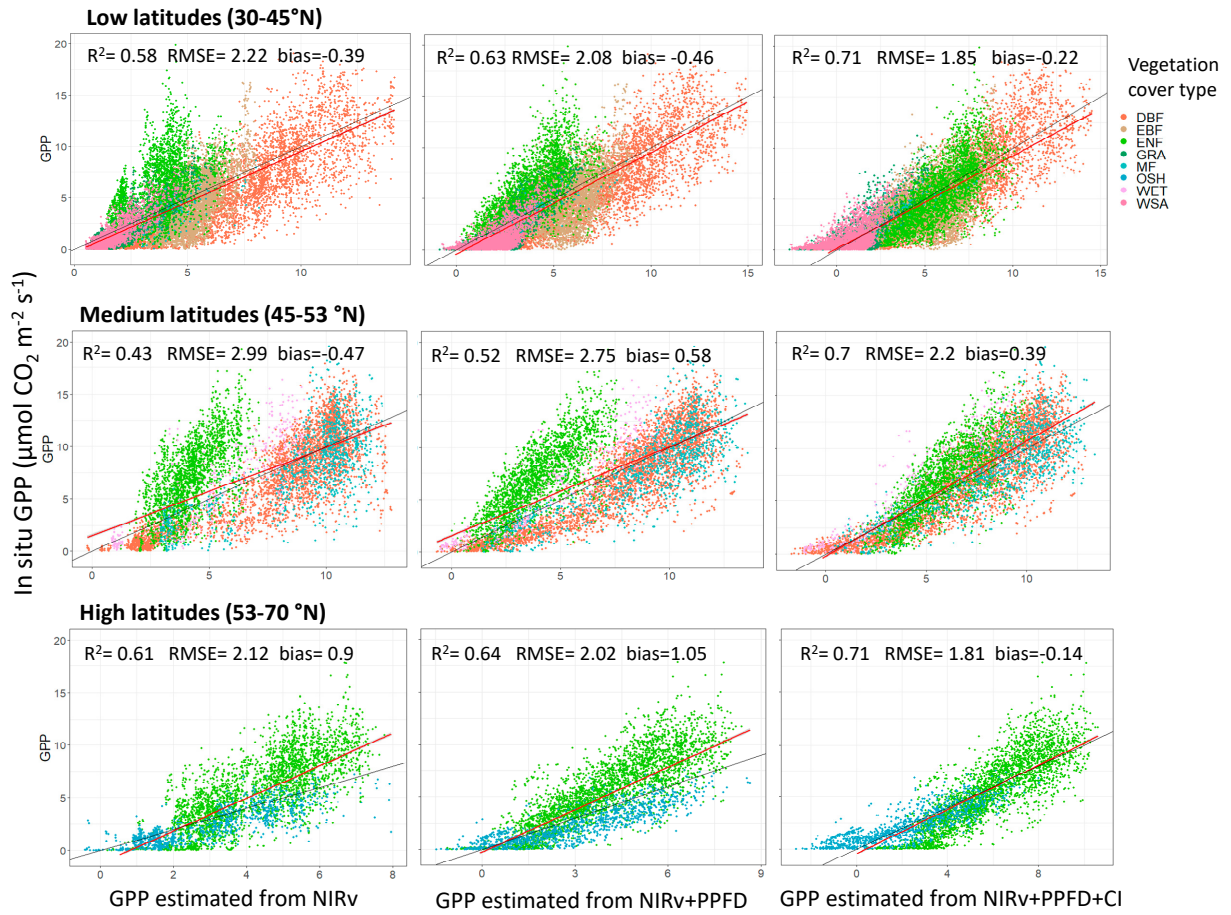 Low latitudes (30-45°N)
R² = 0.58 RMSE= 2.22 bias=-0.39
R²= 0.63 RMSE= 2.08 bias= -0.46
R²= 0.71 RMSE= 1.85 bias=-0.22
Vegetation
cover type
DBF
EBF
ENF
GRA
MF
OSH
WET
WSA
20
15
10
5
0
GPP
0
5
10
0
5
10
15
0
5
10
15
In situ GPP (µmol CO₂ m⁻² s⁻¹)
Medium latitudes (45-53 °N)
R²= 0.43 RMSE= 2.99 bias=-0.47
R²= 0.52 RMSE= 2.75 bias= 0.58
R²= 0.7 RMSE= 2.2 bias=0.39
20
15
10
5
0
GPP
0
5
10
0
5
10
0
5
10
High latitudes (53-70 °N)
R²= 0.61 RMSE= 2.12 bias= 0.9
R²= 0.64 RMSE= 2.02 bias=1.05
R²= 0.71 RMSE= 1.81 bias=-0.14
20
15
10
5
0
GPP
0
2
4
6
8
0
3
6
9
0
4
8
GPP estimated from NIRv
GPP estimated from NIRv+PPFD
GPP estimated from NIRv+PPFD+CI